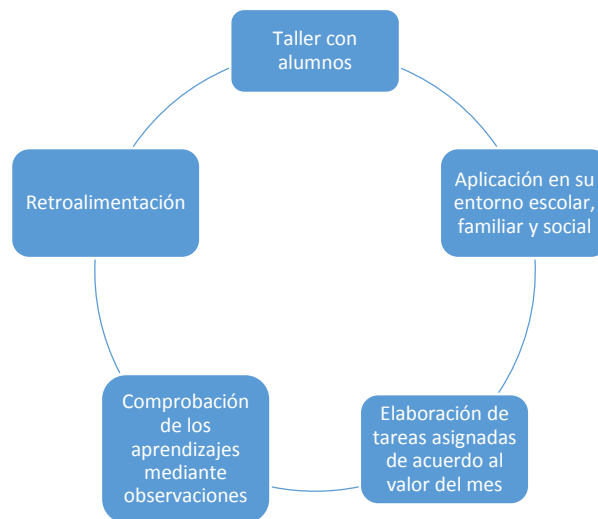 Taller con
alumnos
Aplicación en su
entorno escolar,
familiar y social
Elaboración de
tareas asignadas
de acuerdo al
valor del mes
Comprobación
de los
aprendizajes
mediante
observaciones
Retroalimentación